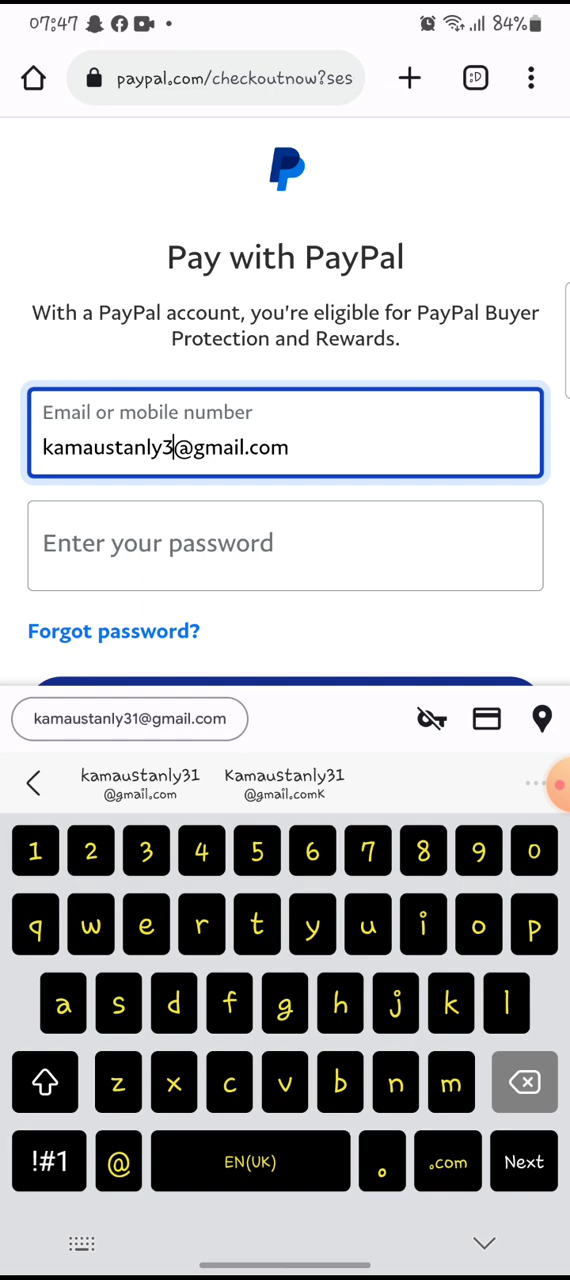 07:47
84%
paypal.com/checkoutnow?ses
:D
Pay with PayPal
With a PayPal account, you're eligible for PayPal Buyer
Protection and Rewards.
Email or mobile number
kamaustanly3@gmail.com
Enter your password
Forgot password?
kamaustanly31@gmail.com
kamaustanly31 Kamaustanly31
@gmail.com @gmail.comK
1 2 3 4 5 6 7 8 9 0
q w e r t y u i o p
a s d f g h j k l
z x c v b n m
!#1 @ EN(UK) . .com Next